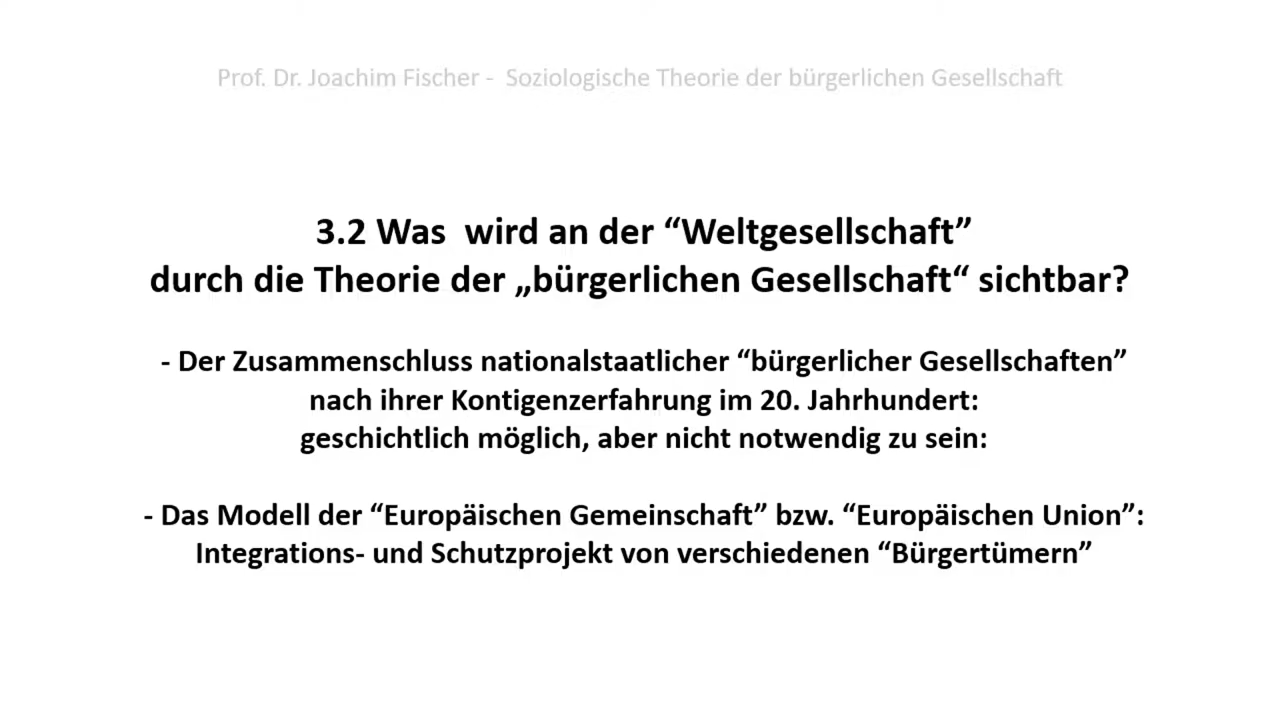 Prof. Dr. Joachim Fischer - Soziologische Theorie der bürgerlichen Gesellschaft
3.2 Was wird an der “Weltgesellschaft”
durch die Theorie der „bürgerlichen Gesellschaft“ sichtbar?
- Der Zusammenschluss nationalstaatlicher “bürgerlicher Gesellschaften”
nach ihrer Kontigenzerfahrung im 20. Jahrhundert:
geschichtlich möglich, aber nicht notwendig zu sein:
- Das Modell der “Europäischen Gemeinschaft” bzw. “Europäischen Union”:
Integrations- und Schutzprojekt von verschiedenen “Bürgertümern”